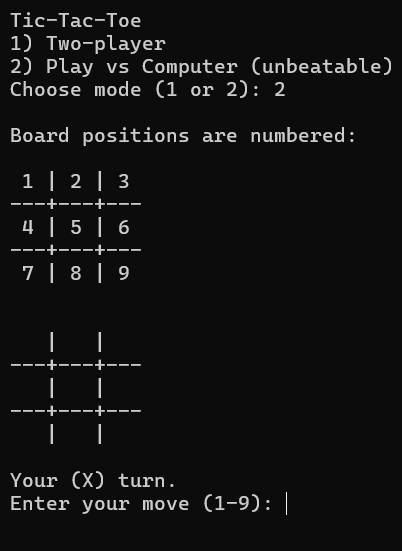 Tic-Tac-Toe
1) Two-player
2) Play vs Computer (unbeatable)
Choose mode (1 or 2): 2
Board positions are numbered:
 1 | 2 | 3
---+---+---
 4 | 5 | 6
---+---+---
 7 | 8 | 9
   |   |
---+---+---
   |   |
---+---+---
   |   |
Your (X) turn.
Enter your move (1-9):